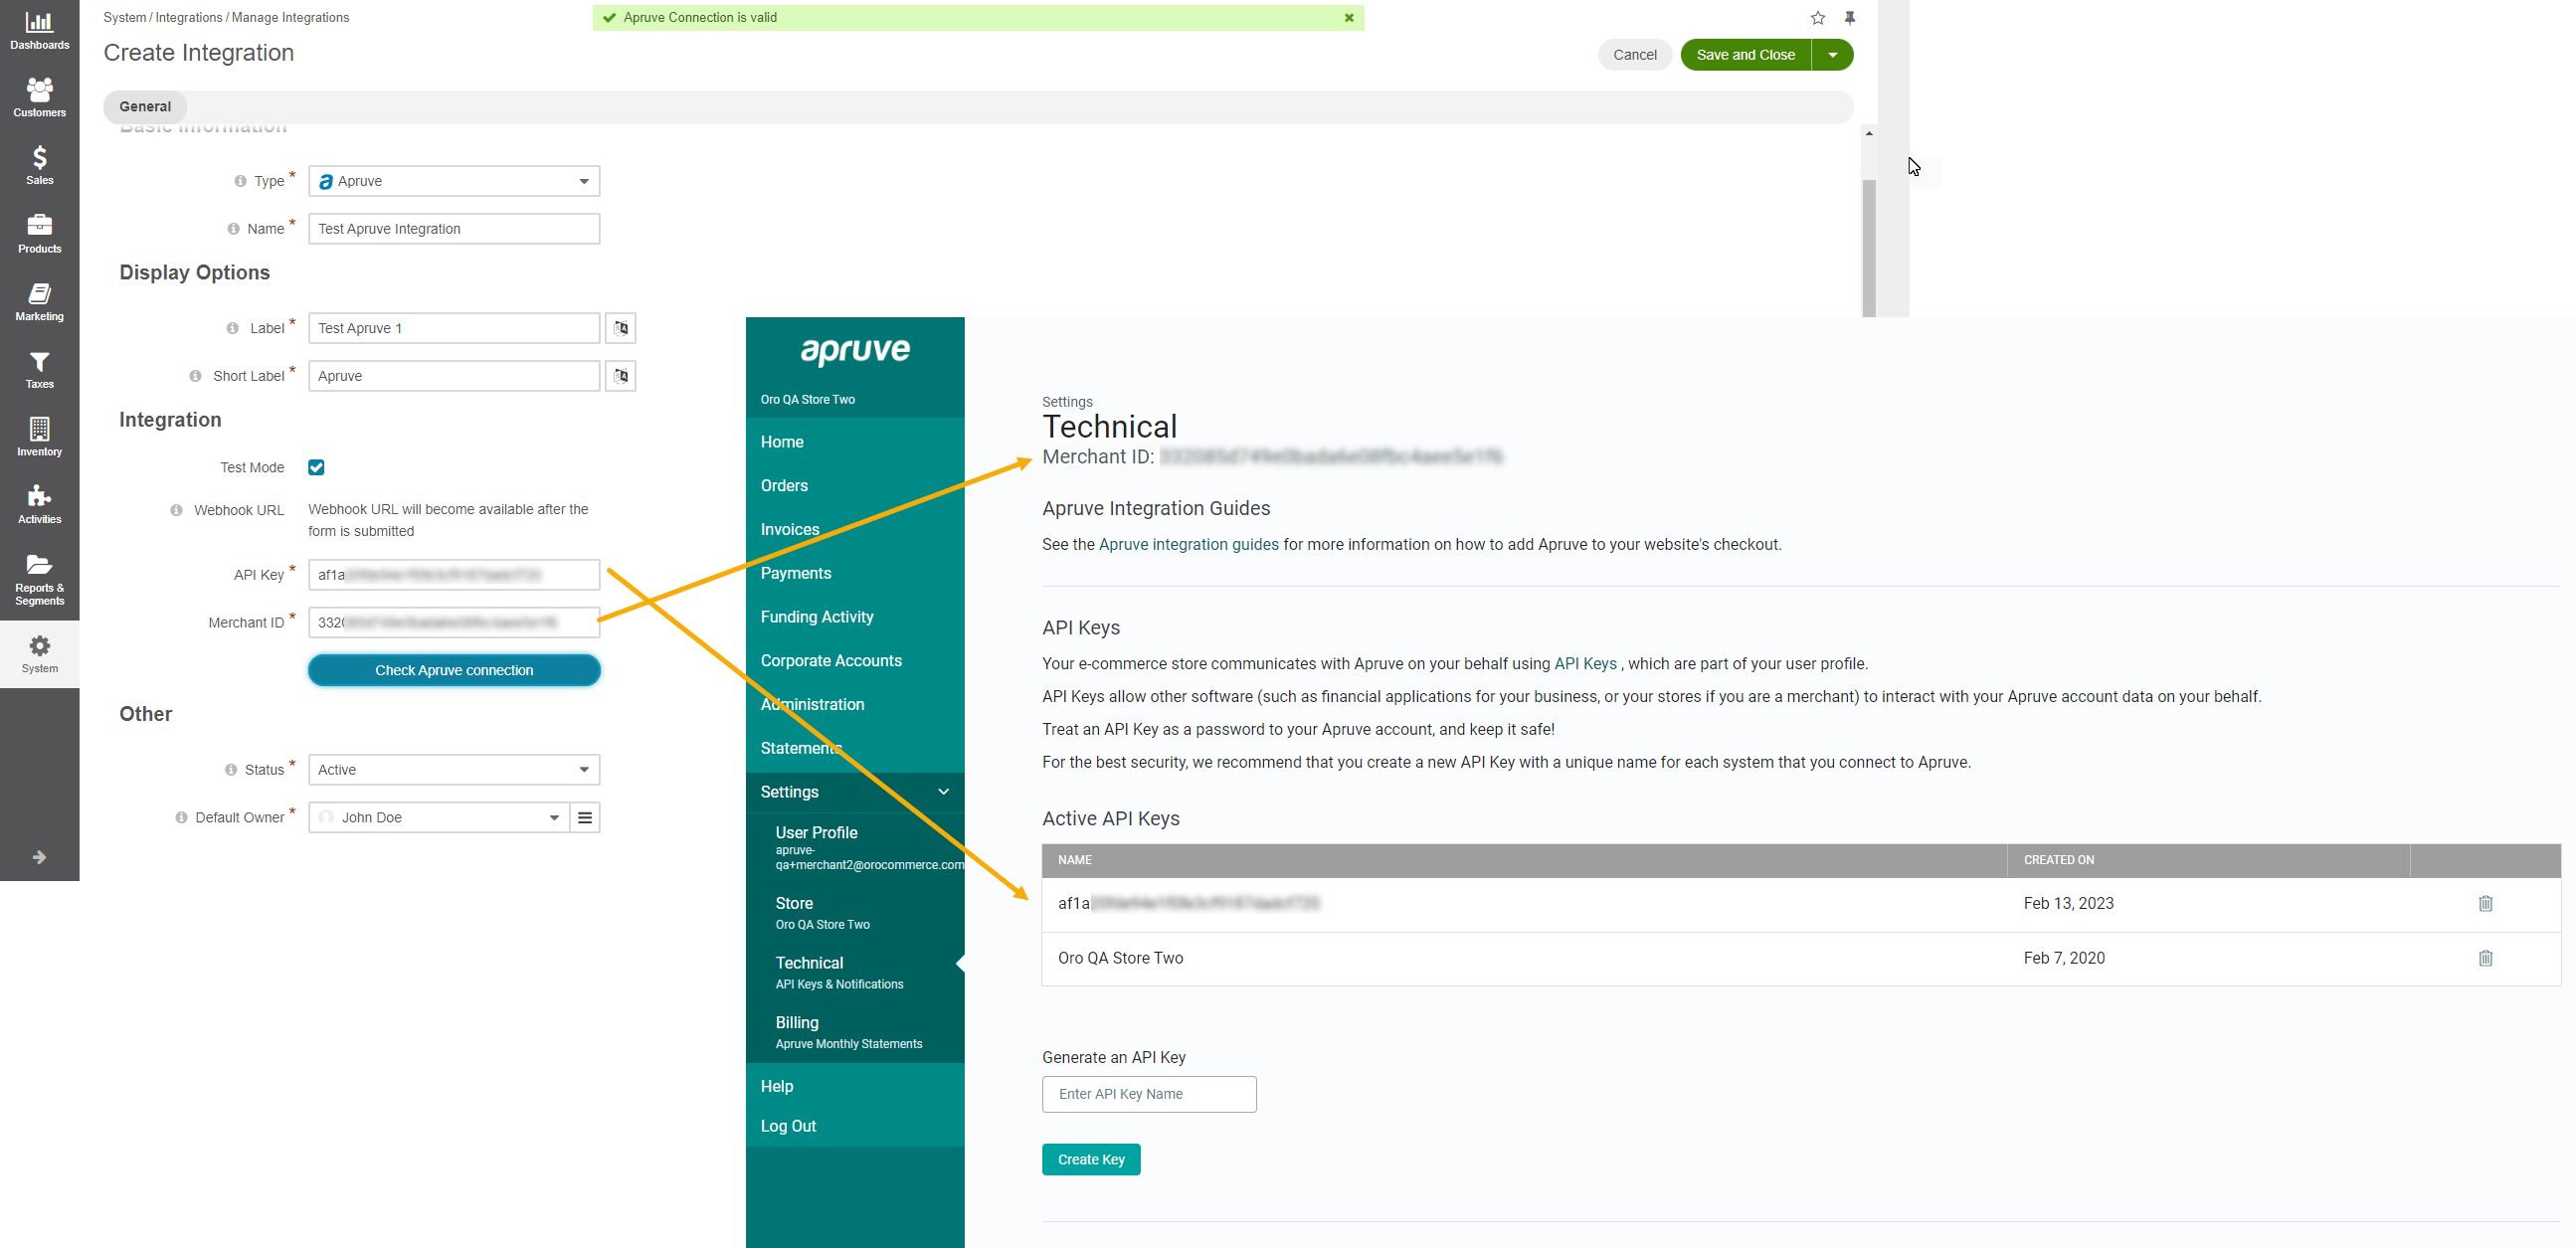 Dashboards
Customers
Sales
Products
Marketing
Taxes
Inventory
Activities
Reports &
Segments
System
System / Integrations / Manage Integrations
Apruve Connection is valid
Create Integration
Cancel
Save and Close
General
Basic Information
Type *
Apruve
Name *
Test Apruve Integration
Display Options
Label *
Test Apruve 1
Short Label *
Apruve
Integration
Test Mode
Webhook URL
Webhook URL will become available after the
form is submitted
API Key *
af1a
Merchant ID *
332
Check Apruve connection
Other
Status *
Active
Default Owner *
John Doe
apruve
Oro QA Store Two
Home
Orders
Invoices
Payments
Funding Activity
Corporate Accounts
Administration
Statements
Settings
User Profile
apruve-
qa+merchant2@orocommerce.com
Store
Oro QA Store Two
Technical
API Keys & Notifications
Billing
Apruve Monthly Statements
Help
Log Out
Settings
Technical
Merchant ID:
Apruve Integration Guides
See the Apruve integration guides for more information on how to add Apruve to your website's checkout.
API Keys
Your e-commerce store communicates with Apruve on your behalf using API Keys , which are part of your user profile.
API Keys allow other software (such as financial applications for your business, or your stores if you are a merchant) to interact with your Apruve account data on your behalf.
Treat an API Key as a password to your Apruve account, and keep it safe!
For the best security, we recommend that you create a new API Key with a unique name for each system that you connect to Apruve.
Active API Keys
NAME CREATED ON
af1a Feb 13, 2023
Oro QA Store Two Feb 7, 2020
Generate an API Key
Enter API Key Name
Create Key